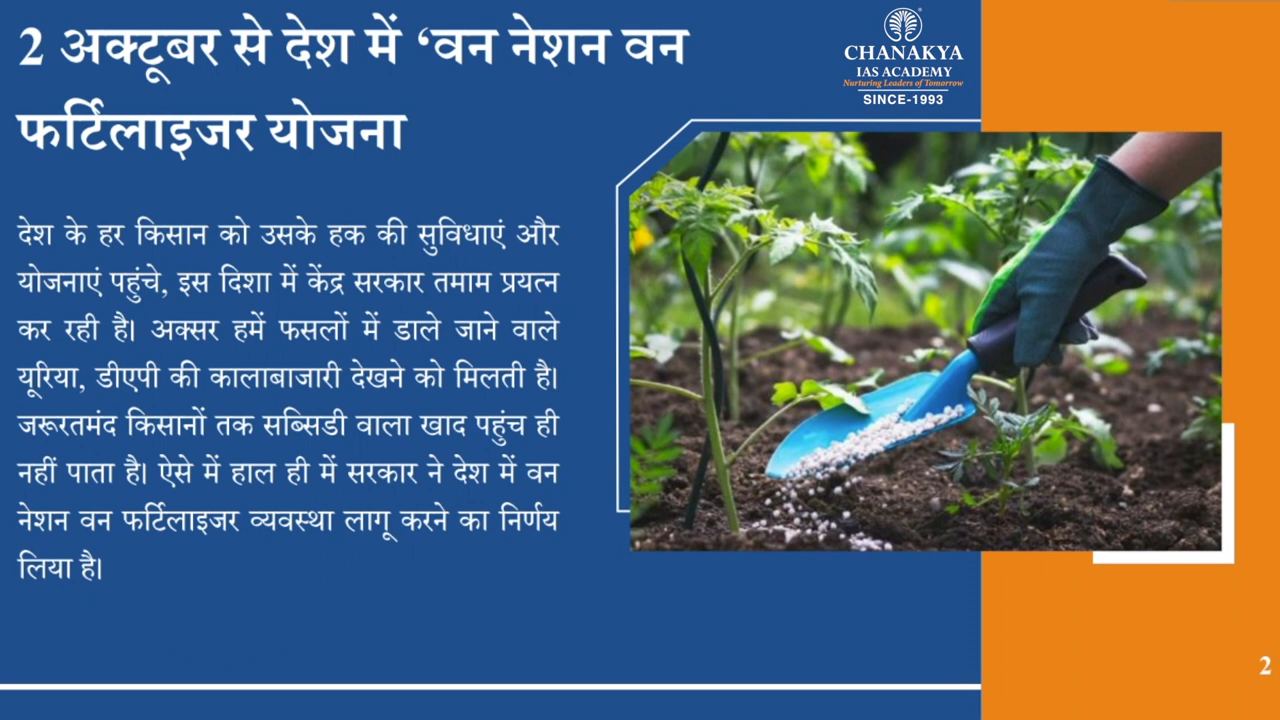 2 अक्टूबर से देश में ‘वन नेशन वन
फर्टिलाइजर योजना
CHANAKYA
IAS ACADEMY
Nurturing Leaders of Tomorrow
SINCE-1993
देश के हर किसान को उसके हक की सुविधाएं और
योजनाएं पहुंचे, इस दिशा में केंद्र सरकार तमाम प्रयत्न
कर रही है। अक्सर हमें फसलों में डाले जाने वाले
यूरिया, डीएपी की कालाबाजारी देखने को मिलती है।
जरूरतमंद किसानों तक सब्सिडी वाला खाद पहुंच ही
नहीं पाता है। ऐसे में हाल ही में सरकार ने देश में वन
नेशन वन फर्टिलाइजर व्यवस्था लागू करने का निर्णय
लिया है।
2